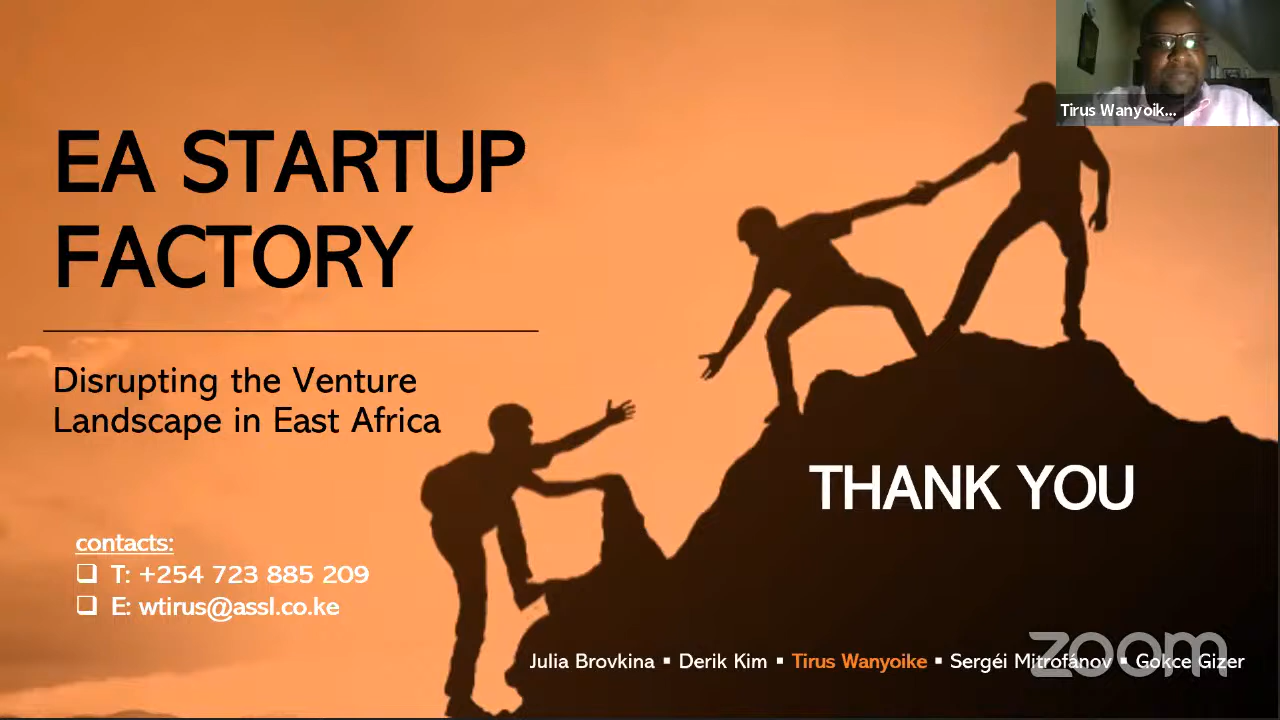 EA STARTUP
FACTORY
Disrupting the Venture
Landscape in East Africa
contacts:
❑ T: +254 723 885 209
❑ E: wtirus@assl.co.ke
THANK YOU
Julia Brovkina ▪ Derik Kim ▪ Tirus Wanyoike ▪ Sergéi Mitrofánov ▪ Gokce Gizer
zoom
Tirus Wanyoik...